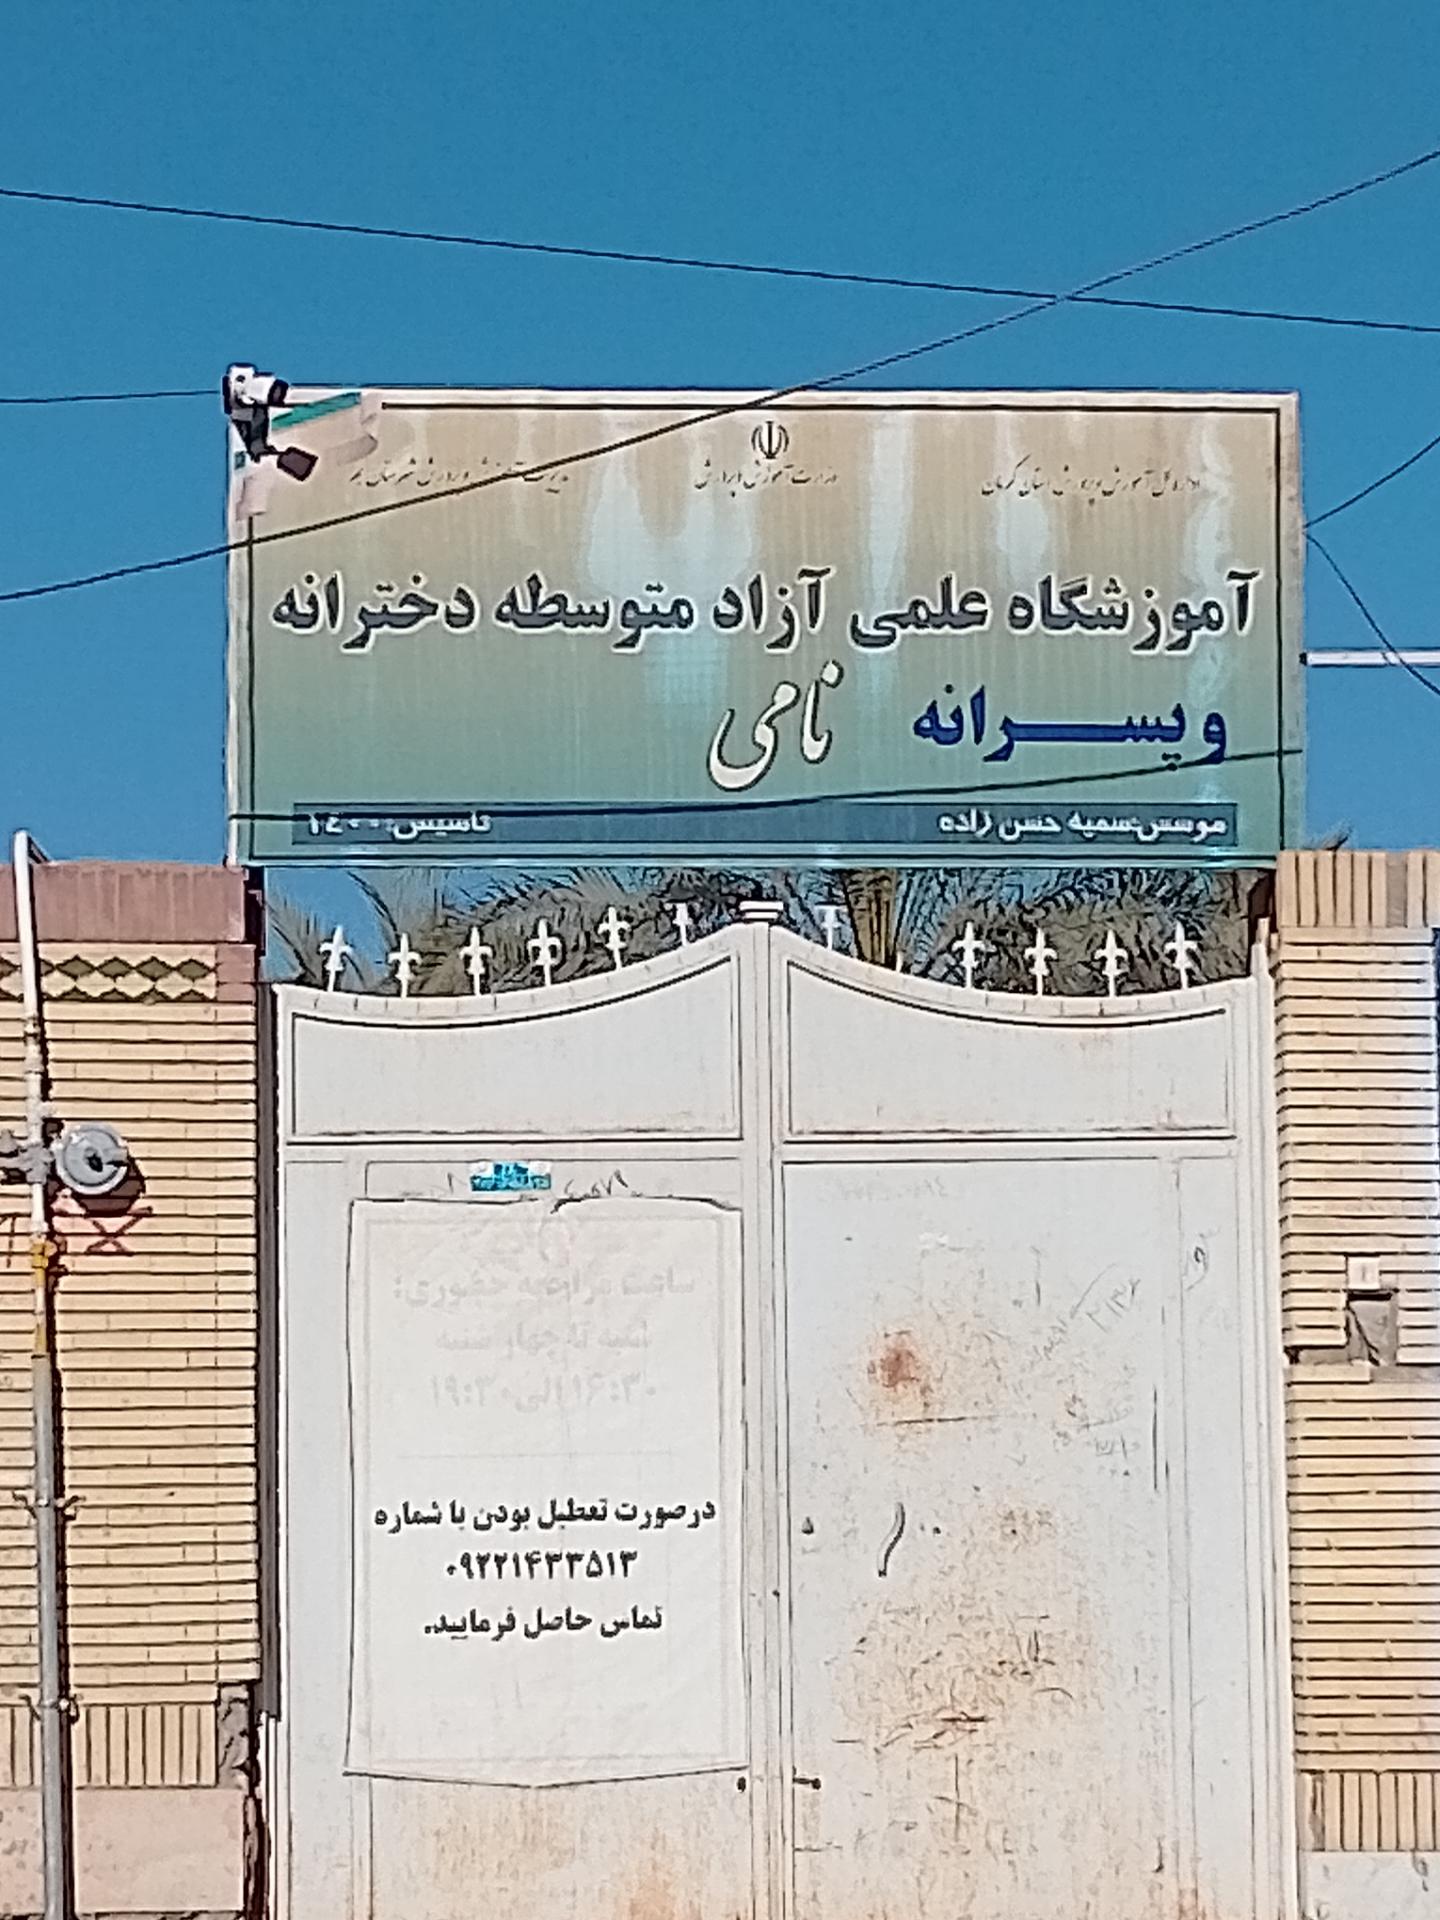 اداره کل آموزش و پرورش استان کرمان
وزارت آموزش و پرورش
مدیریت آموزش و پرورش شهرستان بم
آموزشگاه علمی آزاد متوسطه دخترانه
و پسرانه
نامی
موسس:سمیه حسن زاده
تاسیس:۱۴۰۰
ساعت مراجعه حضوری:
شنبه تا چهارشنبه
۱۶:۳۰ الی ۱۹:۳۰
درصورت تعطیل بودن با شماره
۰۹۲۲۱۴۳۳۵۱۳
تماس حاصل فرمایید.